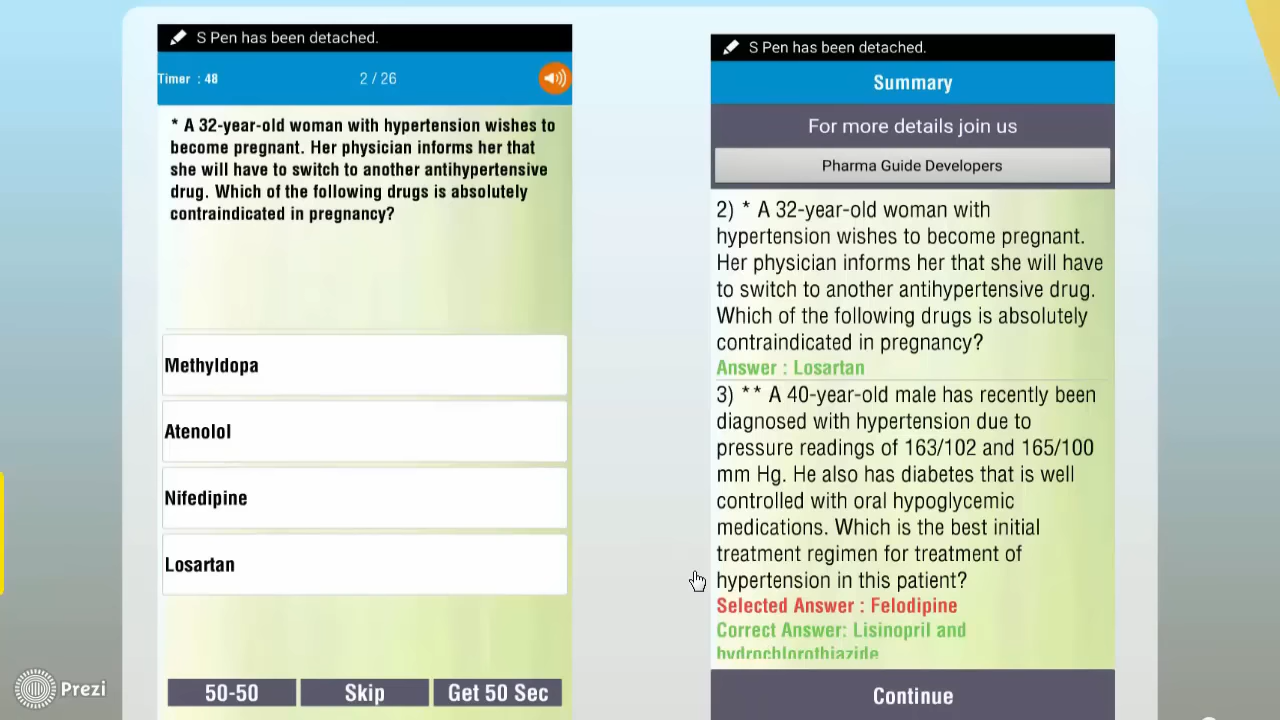 S Pen has been detached.
Timer : 48
2 / 26
* A 32-year-old woman with hypertension wishes to
become pregnant. Her physician informs her that
she will have to switch to another antihypertensive
drug. Which of the following drugs is absolutely
contraindicated in pregnancy?
Methyldopa
Atenolol
Nifedipine
Losartan
50-50
Skip
Get 50 Sec
S Pen has been detached.
Summary
For more details join us
Pharma Guide Developers
2) * A 32-year-old woman with
hypertension wishes to become pregnant.
Her physician informs her that she will have
to switch to another antihypertensive drug.
Which of the following drugs is absolutely
contraindicated in pregnancy?
Answer : Losartan
3) ** A 40-year-old male has recently been
diagnosed with hypertension due to
pressure readings of 163/102 and 165/100
mm Hg. He also has diabetes that is well
controlled with oral hypoglycemic
medications. Which is the best initial
treatment regimen for treatment of
hypertension in this patient?
Selected Answer : Felodipine
Correct Answer: Lisinopril and
hydrochlorothiazide
Continue
Prezi